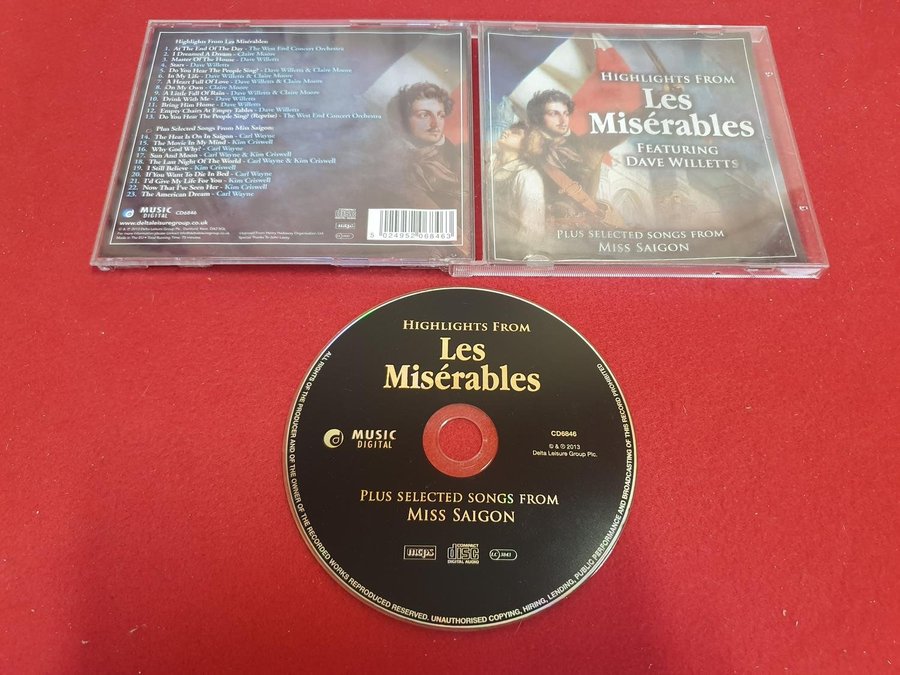 Highlights From Les Misérables:
1. At The End Of The Day - The West End Concert Orchestra
2. I Dreamed A Dream - Claire Moore
3. Master Of The House - Dave Willetts
4. Stars - Dave Willetts
5. Do You Hear The People Sing? - Dave Willetts & Claire Moore
6. In My Life - Dave Willetts & Claire Moore
7. A Heart Full Of Love - Dave Willetts & Claire Moore
8. On My Own - Claire Moore
9. A Little Fall Of Rain - Dave Willetts & Claire Moore
10. Drink With Me - Dave Willetts
11. Bring Him Home - Dave Willetts
12. Empty Chairs At Empty Tables - Dave Willetts
13. Do You Hear The People Sing? (Reprise) - The West End Concert Orchestra
Plus Selected Songs From Miss Saigon:
14. The Heat Is On In Saigon - Carl Wayne
15. The Movie In My Mind - Kim Criswell
16. Why God Why? - Carl Wayne
17. Sun And Moon - Carl Wayne & Kim Criswell
18. The Last Night Of The World - Carl Wayne & Kim Criswell
19. I Still Believe - Kim Criswell
20. If You Want To Die In Bed - Carl Wayne
21. I'd Give My Life For You - Kim Criswell
22. Now That I've Seen Her - Kim Criswell
23. The American Dream - Carl Wayne
MUSIC
DIGITAL
CD6846
www.deltaleisuregroup.co.uk
5 024952 068463
HIGHLIGHTS FROM
Les
Misérables
FEATURING
DAVE WILLETTS
PLUS SELECTED SONGS FROM
MISS SAIGON
HIGHLIGHTS FROM
Les
Misérables
MUSIC
DIGITAL
CD6846
© & ℗ 2013
Delta Leisure Group Plc.
PLUS SELECTED SONGS FROM
MISS SAIGON
mcps
COMPACT
disc
DIGITAL AUDIO
LC 3843
ALL RIGHTS OF THE PRODUCER AND OF THE OWNER OF THE RECORDED WORKS REPRODUCED RESERVED. UNAUTHORISED COPYING, HIRING, LENDING, PUBLIC PERFORMANCE AND BROADCASTING OF THIS RECORD PROHIBITED.